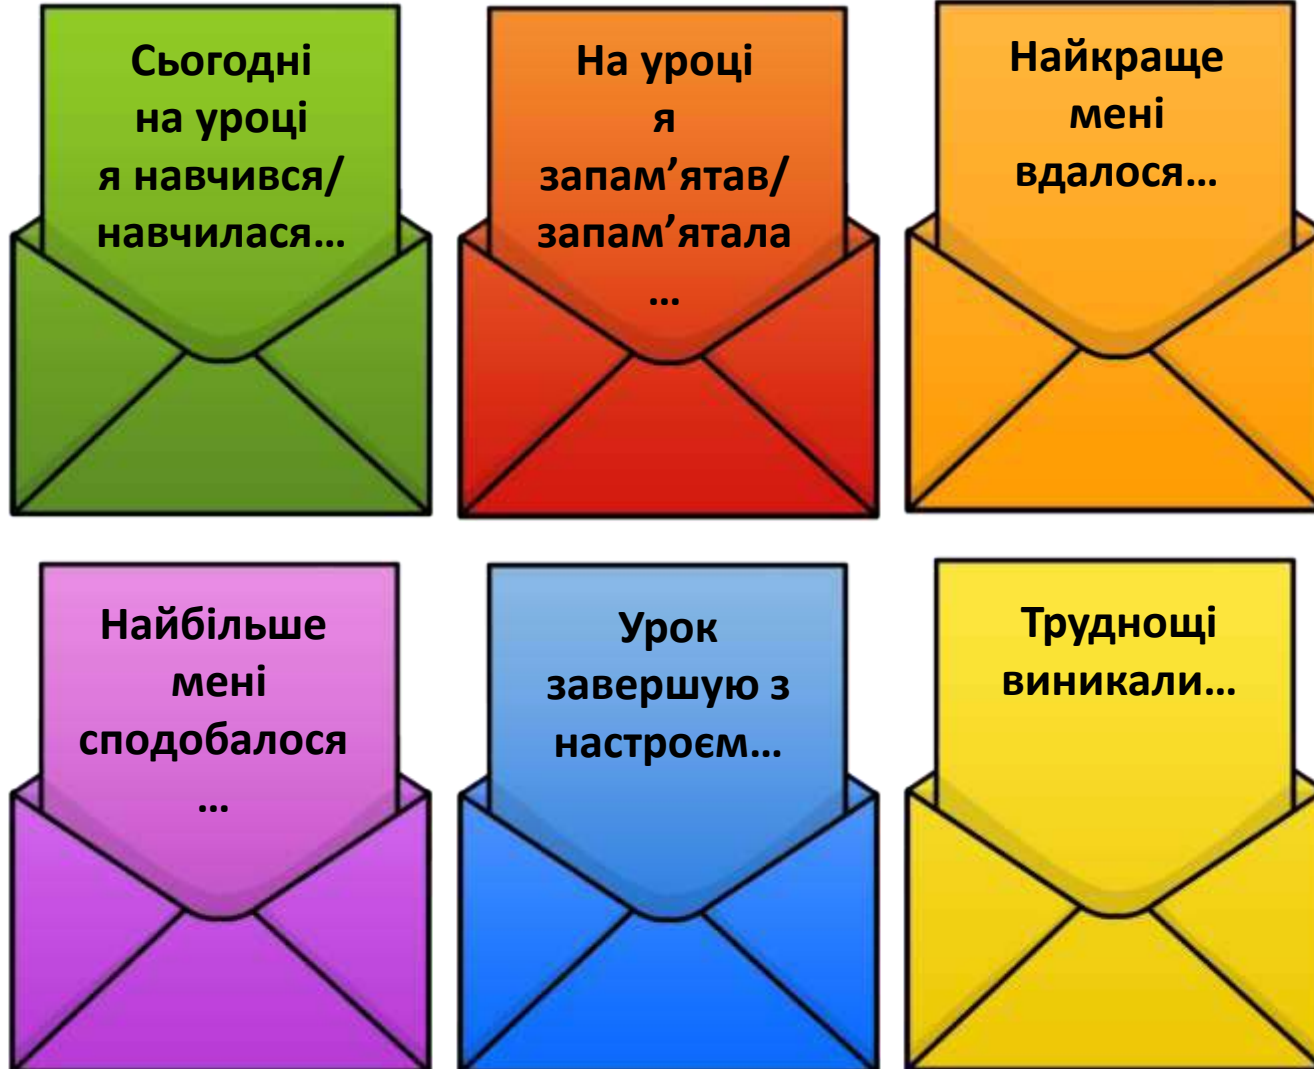 Сьогодні
на уроці
я навчився/
навчилася…
На уроці
я
запам’ятав/
запам’ятала
…
Найкраще
мені
вдалося…
Найбільше
мені
сподобалося
…
Урок
завершую з
настроєм…
Труднощі
виникали…